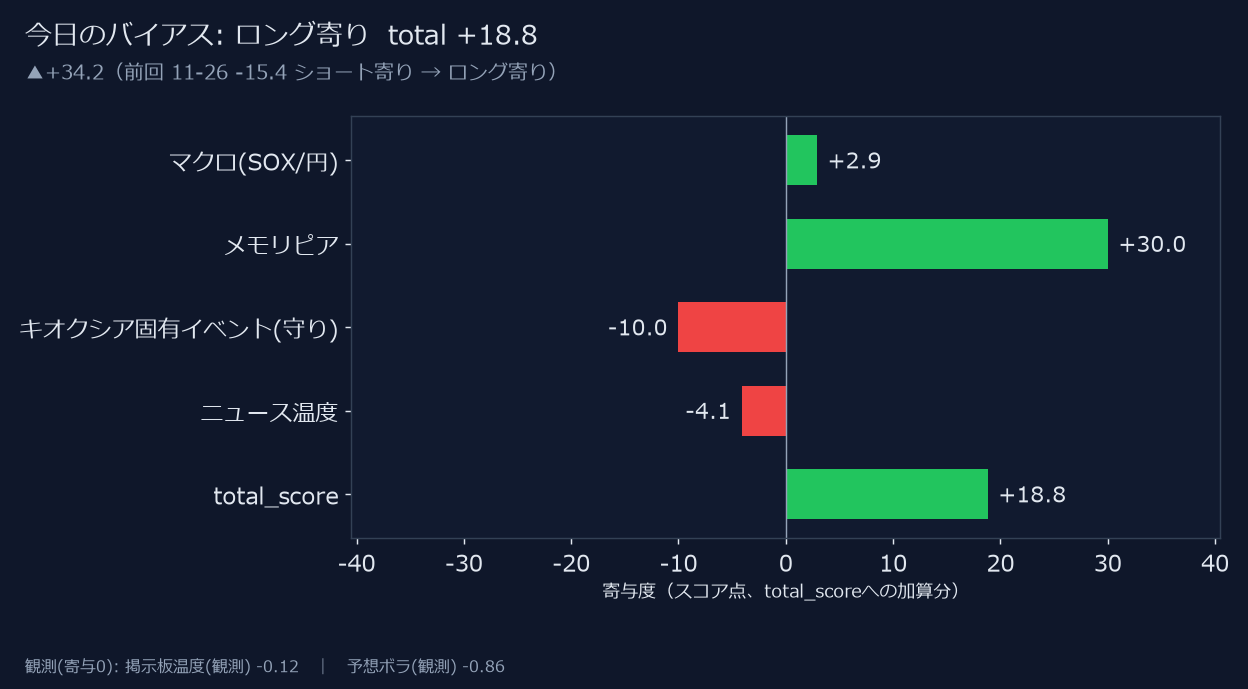 今日のバイアス: ロング寄り  total +18.8
▲+34.2（前回 11-26 -15.4 ショート寄り → ロング寄り）
マクロ(SOX/円)
+2.9
メモリピア
+30.0
キオクシア固有イベント(守り)
-10.0
ニュース温度
-4.1
total_score
+18.8
-40 -30 -20 -10 0 10 20 30 40
寄与度（スコア点、total_scoreへの加算分）
観測(寄与0): 掲示板温度(観測) -0.12 ｜ 予想ボラ(観測) -0.86